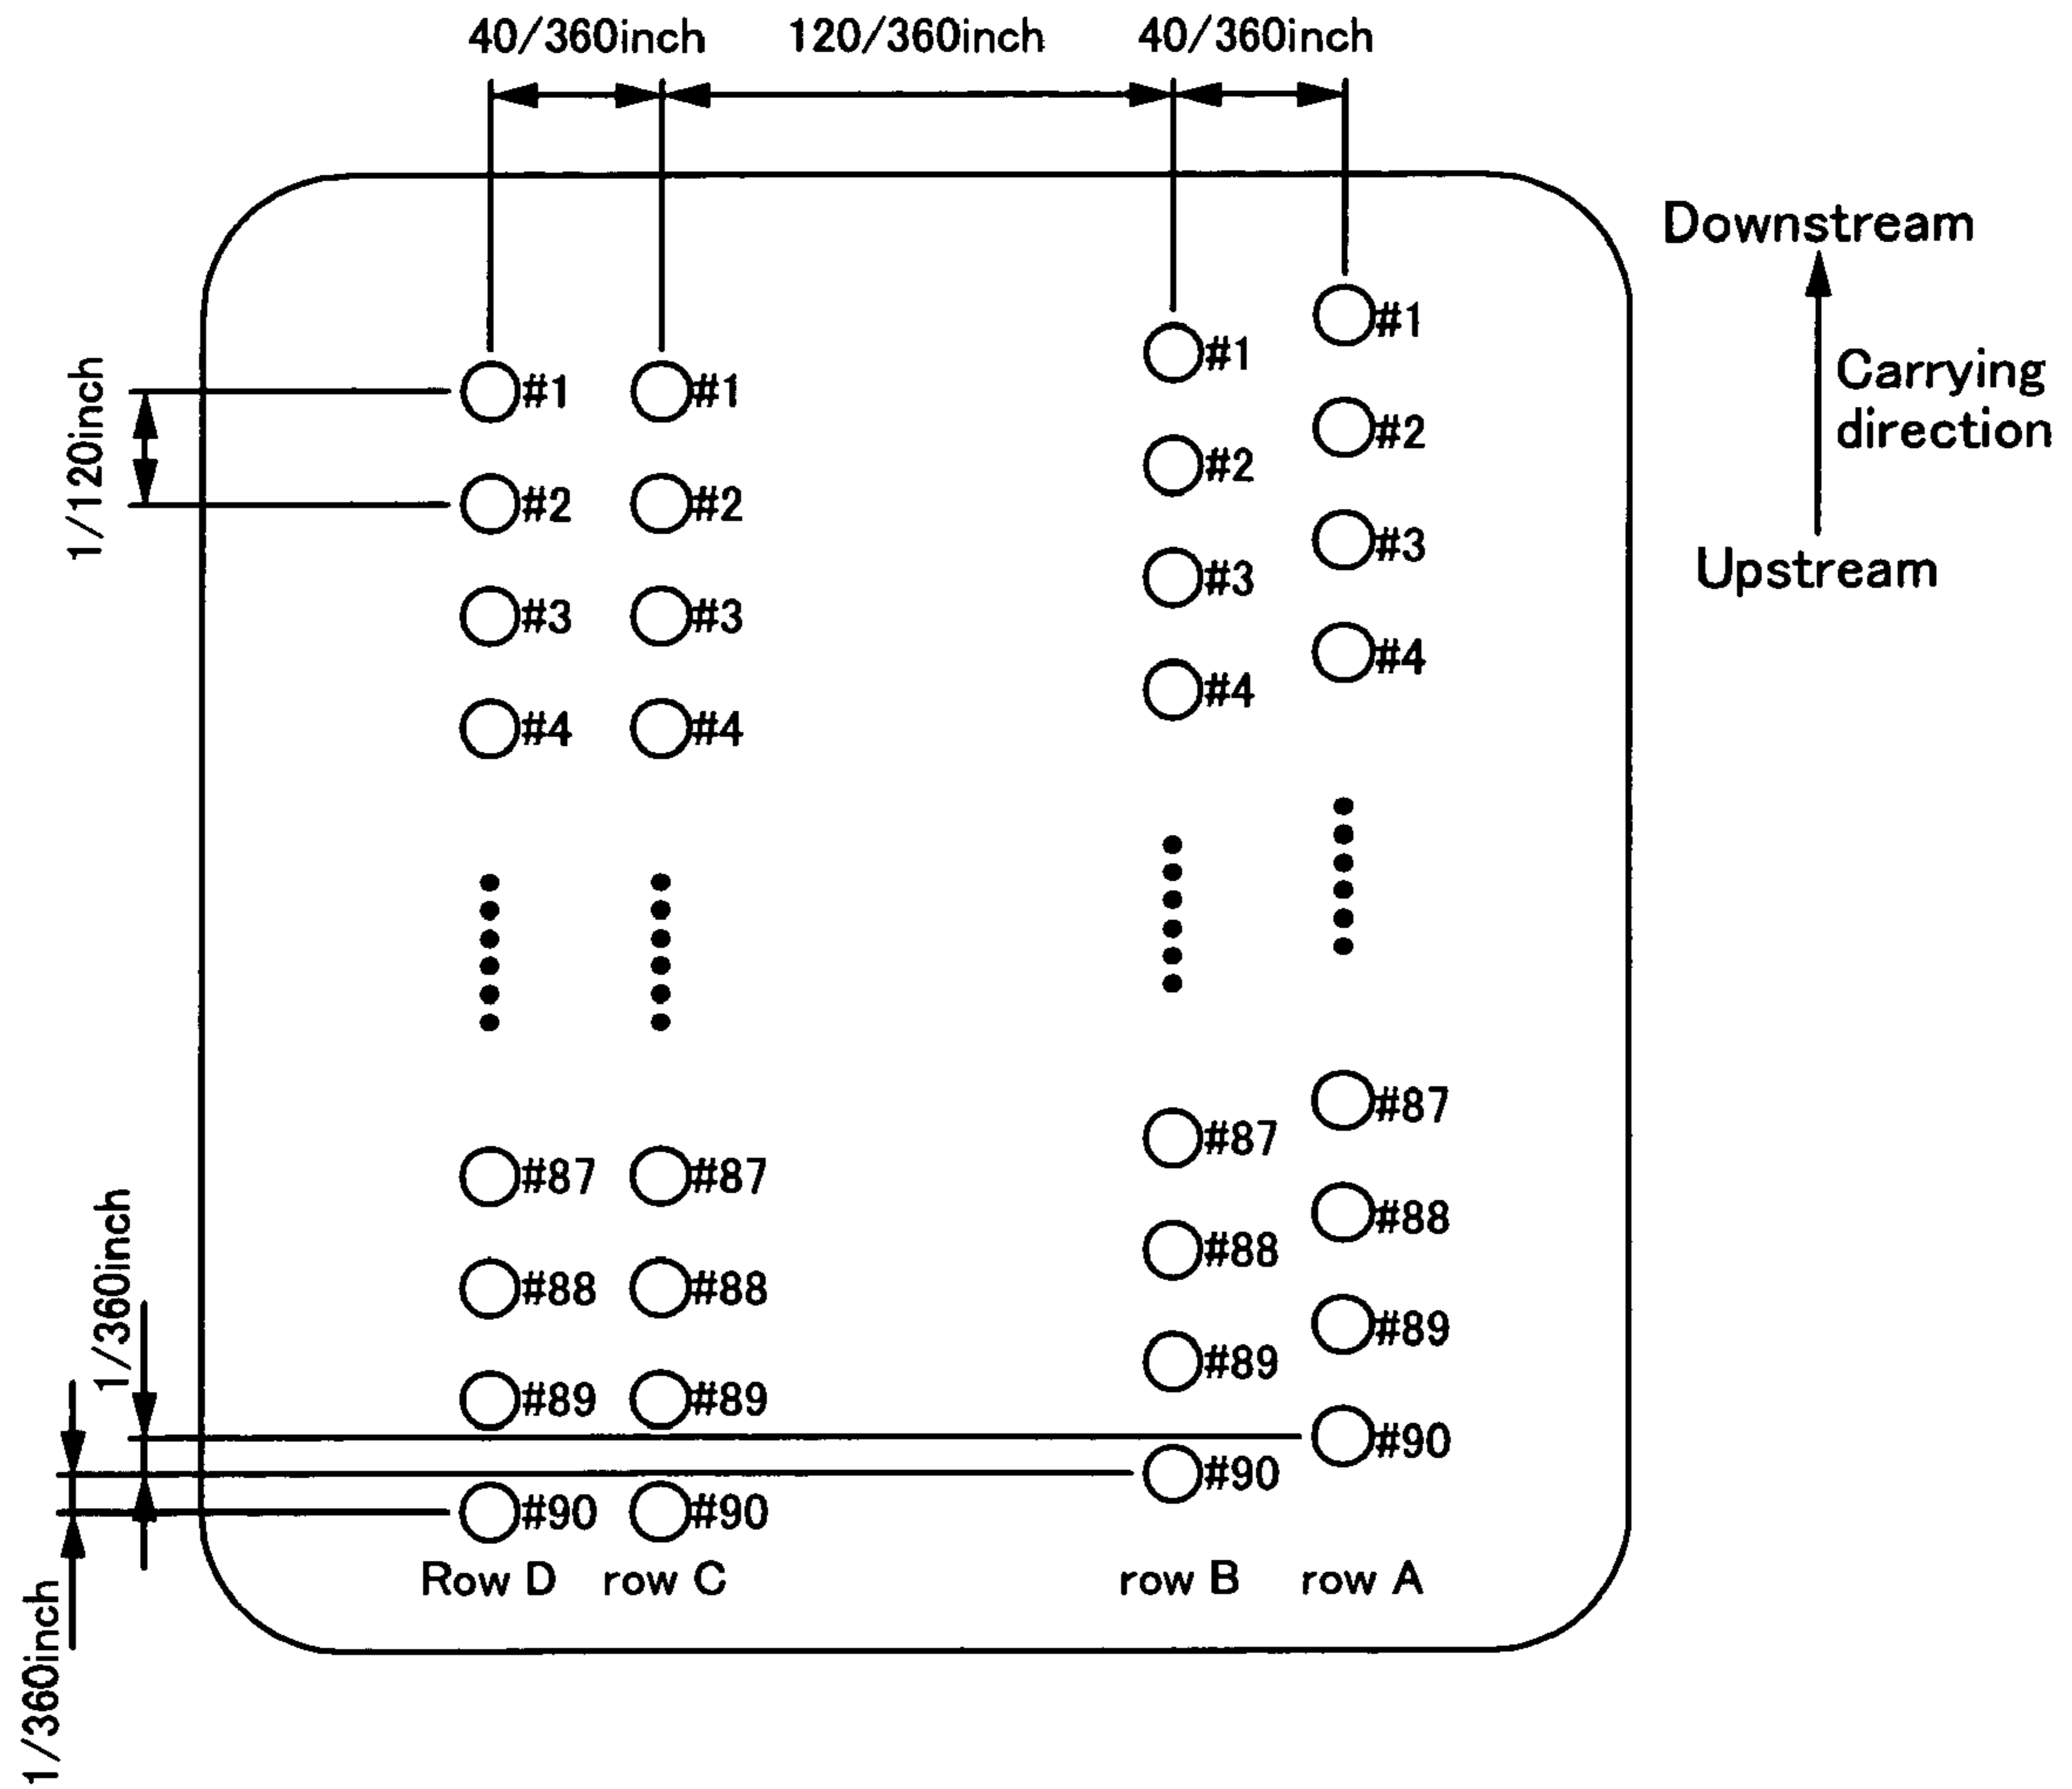 40/360inch 120/360inch 40/360inch
Downstream
Carrying
direction
Upstream
1/120inch
#1 #1 #1 #1
#2 #2 #2 #2
#3 #3 #3 #3
#4 #4 #4 #4
#87 #87 #87 #87
#88 #88 #88 #88
#89 #89 #89 #89
#90 #90 #90 #90
1/360inch
1/360inch
Row D row C row B row A